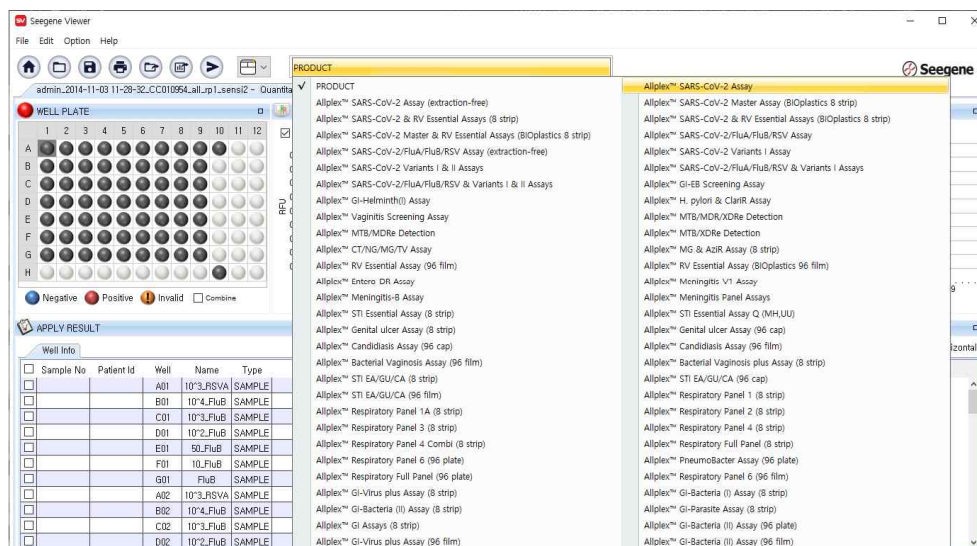 Seegene Viewer
File Edit Option Help
PRODUCT
Seegene
admin_2014-11-03 11-28-32_CC010954_all_rp1_sensi2 - Quantita
WELL PLATE
1 2 3 4 5 6 7 8 9 10 11 12
A
B
C
D
E
F
G
H
RFU
Negative Positive Invalid Combine
APPLY RESULT
Well Info
izontal
Sample No Patient Id Well Name Type
A01 10^3_RSVA SAMPLE
B01 10^4_FluB SAMPLE
C01 10^3_FluB SAMPLE
D01 10^2_FluB SAMPLE
E01 50_FluB SAMPLE
F01 10_FluB SAMPLE
G01 FluB SAMPLE
A02 10^3_RSVA SAMPLE
B02 10^4_FluB SAMPLE
C02 10^3_FluB SAMPLE
D02 10^2_FluB SAMPLE
PRODUCT
Allplex™ SARS-CoV-2 Assay
Allplex™ SARS-CoV-2 Assay (extraction-free)
Allplex™ SARS-CoV-2 Master Assay (BIOplastics 8 strip)
Allplex™ SARS-CoV-2 & RV Essential Assays (8 strip)
Allplex™ SARS-CoV-2 & RV Essential Assays (BIOplastics 8 strip)
Allplex™ SARS-CoV-2 Master & RV Essential Assays (BIOplastics 8 strip)
Allplex™ SARS-CoV-2/FluA/FluB/RSV Assay
Allplex™ SARS-CoV-2/FluA/FluB/RSV Assay (extraction-free)
Allplex™ SARS-CoV-2 Variants I Assay
Allplex™ SARS-CoV-2 Variants I & II Assays
Allplex™ SARS-CoV-2/FluA/FluB/RSV & Variants I Assays
Allplex™ SARS-CoV-2/FluA/FluB/RSV & Variants I & II Assays
Allplex™ GI-EB Screening Assay
Allplex™ GI-Helminth(I) Assay
Allplex™ H. pylori & ClariR Assay
Allplex™ Vaginitis Screening Assay
Allplex™ MTB/MDR/XDRe Detection
Allplex™ MTB/MDRe Detection
Allplex™ MTB/XDRe Detection
Allplex™ CT/NG/MG/TV Assay
Allplex™ MG & AziR Assay (8 strip)
Allplex™ RV Essential Assay (96 film)
Allplex™ RV Essential Assay (BIOplastics 96 film)
Allplex™ Entero DR Assay
Allplex™ Meningitis V1 Assay
Allplex™ Meningitis-B Assay
Allplex™ Meningitis Panel Assays
Allplex™ STI Essential Assay (8 strip)
Allplex™ STI Essential Assay Q (MH,UU)
Allplex™ Genital ulcer Assay (8 strip)
Allplex™ Genital ulcer Assay (96 cap)
Allplex™ Candidiasis Assay (96 cap)
Allplex™ Candidiasis Assay (96 film)
Allplex™ Bacterial Vaginosis Assay (96 film)
Allplex™ Bacterial Vaginosis plus Assay (8 strip)
Allplex™ STI EA/GU/CA (8 strip)
Allplex™ STI EA/GU/CA (96 cap)
Allplex™ STI EA/GU/CA (96 film)
Allplex™ Respiratory Panel 1 (8 strip)
Allplex™ Respiratory Panel 1A (8 strip)
Allplex™ Respiratory Panel 2 (8 strip)
Allplex™ Respiratory Panel 3 (8 strip)
Allplex™ Respiratory Panel 4 (8 strip)
Allplex™ Respiratory Panel 4 Combi (8 strip)
Allplex™ Respiratory Full Panel (8 strip)
Allplex™ Respiratory Panel 6 (96 plate)
Allplex™ PneumoBacter Assay (96 plate)
Allplex™ Respiratory Full Panel (96 plate)
Allplex™ Respiratory Panel 6 (96 film)
Allplex™ GI-Virus plus Assay (8 strip)
Allplex™ GI-Bacteria (I) Assay (8 strip)
Allplex™ GI-Bacteria (II) Assay (8 strip)
Allplex™ GI-Parasite Assay (8 strip)
Allplex™ GI Assays (8 strip)
Allplex™ GI-Bacteria (II) Assay (96 plate)
Allplex™ GI-Virus plus Assay (96 film)
Allplex™ GI-Bacteria (II) Assay (96 film)